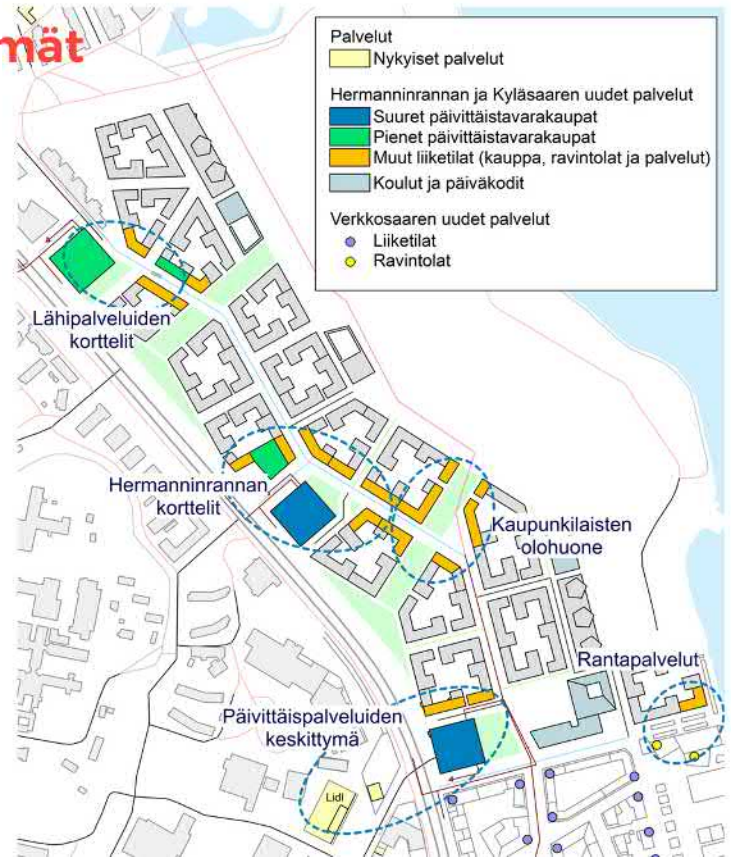 mät
Palvelut
Nykyiset palvelut
Hermanninrannan ja Kyläsaaren uudet palvelut
Suuret päivittäistavarakaupat
Pienet päivittäistavarakaupat
Muut liiketilat (kauppa, ravintolat ja palvelut)
Koulut ja päiväkodit
Verkkosaaren uudet palvelut
Liiketilat
Ravintolat
Lähipalveluiden
korttelit
Hermanninrannan
korttelit
Kaupunkilaisten
olohuone
Rantapalvelut
Päivittäispalveluiden
keskittymä
Lidl